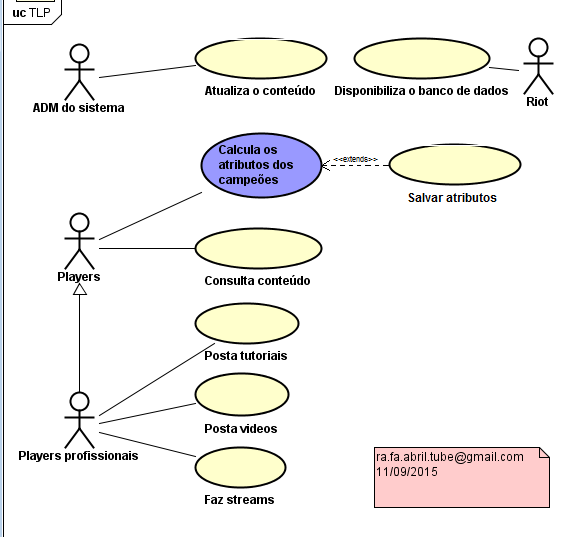 uc TLP
Atualiza o conteúdo
Disponibiliza o banco de dados
ADM do sistema
Riot
Calcula os
atributos dos
campeões
<<extends>>
Salvar atributos
Players
Consulta conteúdo
Posta tutoriais
Posta videos
Players profissionais
Faz streams
ra.fa.abril.tube@gmail.com
11/09/2015